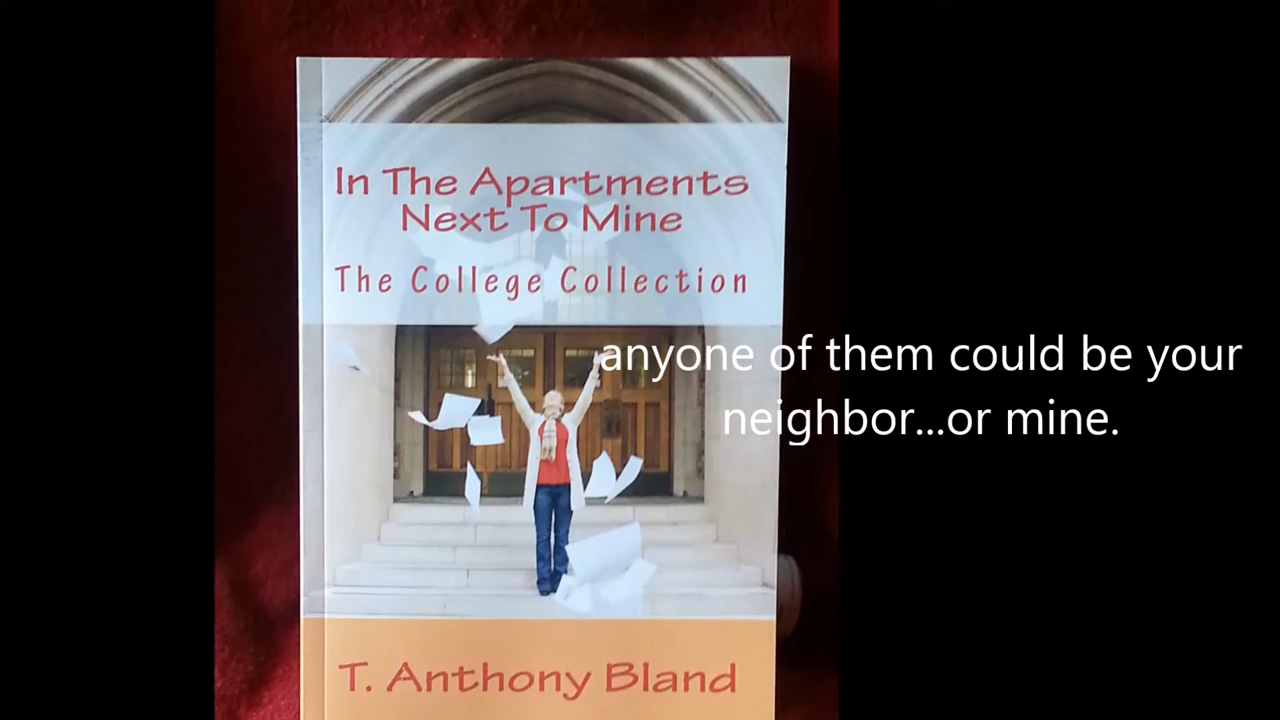 In The Apartments
Next To Mine
The College Collection
anyone of them could be your
neighbor...or mine.
T. Anthony Bland